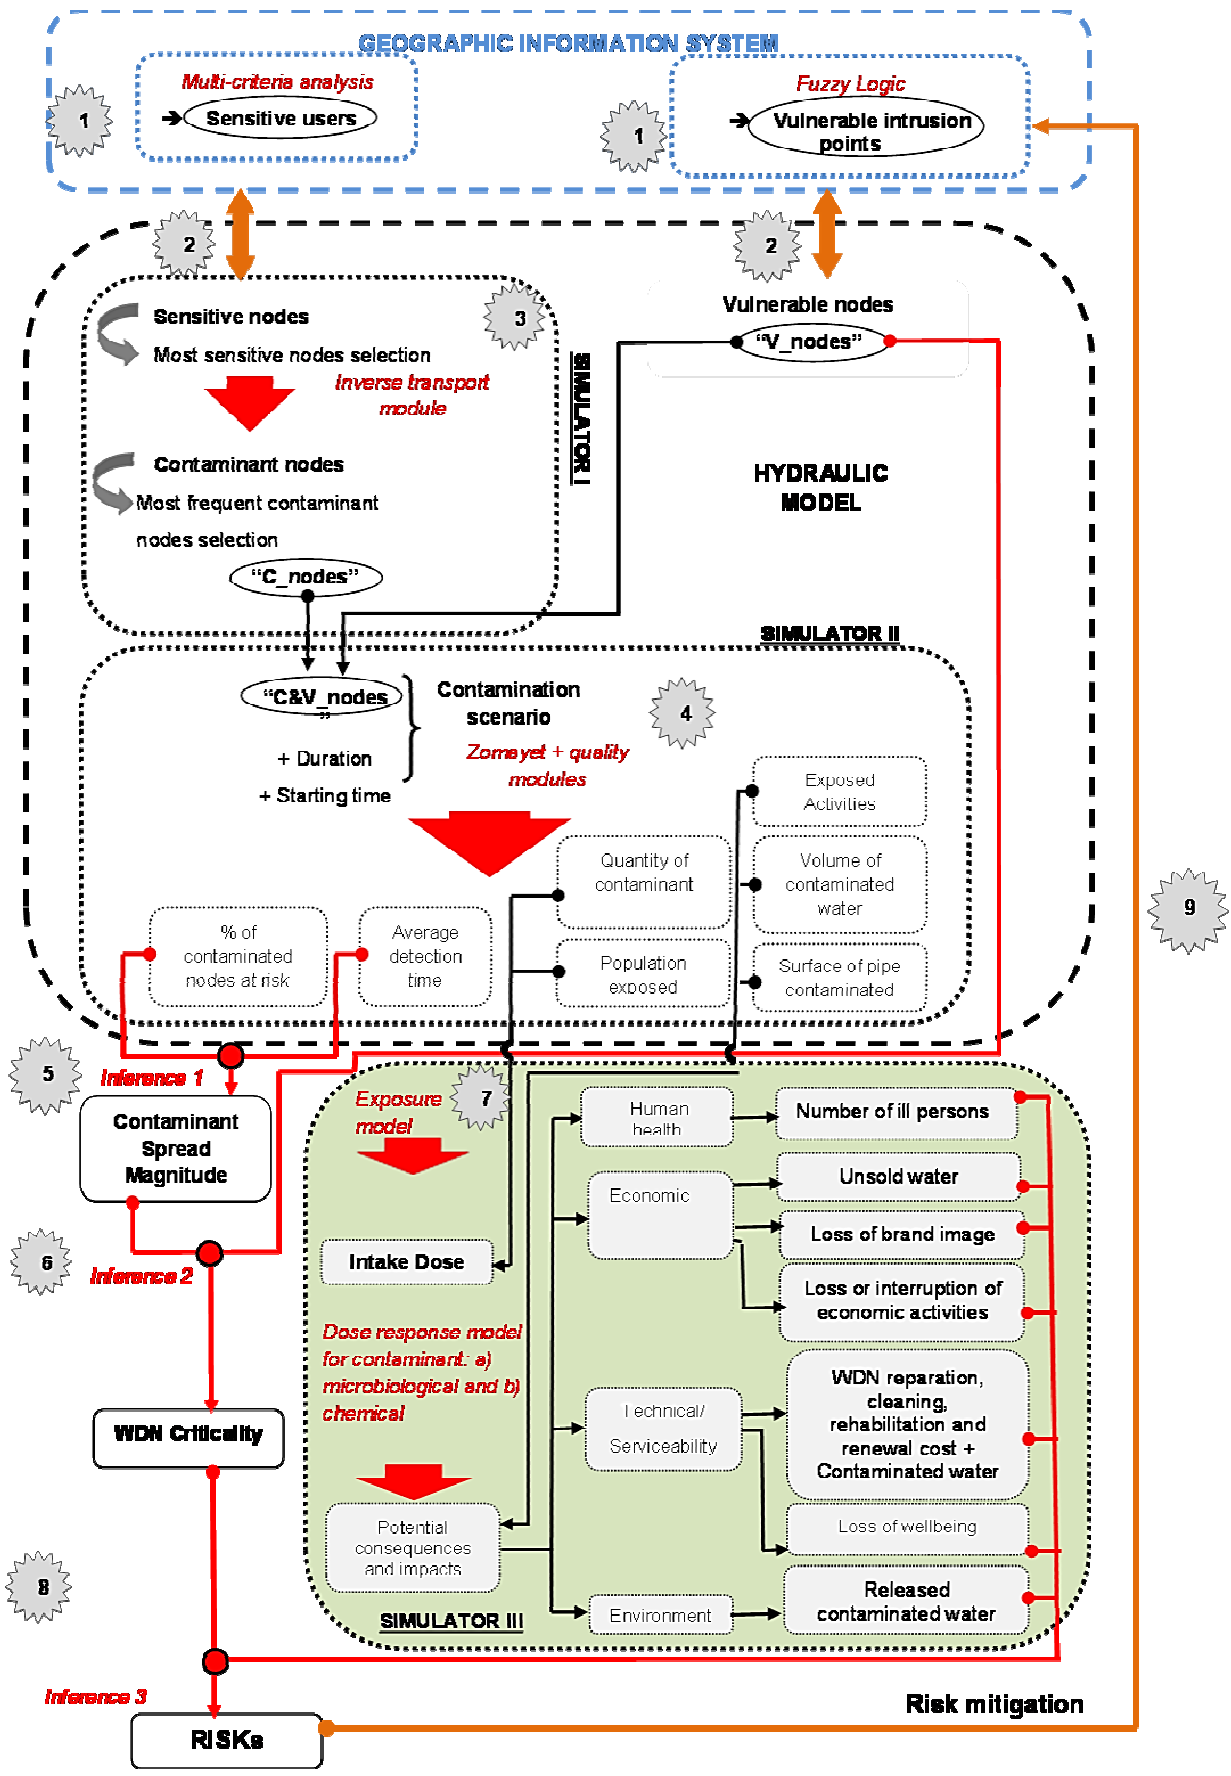 GEOGRAPHIC INFORMATION SYSTEM
Multi-criteria analysis
Sensitive users
1
Fuzzy Logic
Vulnerable intrusion
points
1
2
2
Sensitive nodes
Most sensitive nodes selection
Inverse transport
module
3
SIMULATOR I
Contaminant nodes
Most frequent contaminant
nodes selection
“C_nodes”
Vulnerable nodes
“V_nodes”
HYDRAULIC
MODEL
SIMULATOR II
“C&V_nodes
”
+ Duration
+ Starting time
Contamination
scenario
Zomayet + quality
modules
4
Exposed
Activities
Quantity of
contaminant
Volume of
contaminated
water
% of
contaminated
nodes at risk
Average
detection
time
Population
exposed
Surface of pipe
contaminated
9
5
Inference 1
Contaminant
Spread
Magnitude
6
Inference 2
WDN Criticality
8
Inference 3
RISKs
Exposure
model
7
Intake Dose
Dose response model
for contaminant: a)
microbiological and b)
chemical
Potential
consequences
and impacts
SIMULATOR III
Human
health
Number of ill persons
Economic
Unsold water
Loss of brand image
Loss or interruption of
economic activities
Technical/
Serviceability
WDN reparation,
cleaning,
rehabilitation and
renewal cost +
Contaminated water
Loss of wellbeing
Environment
Released
contaminated water
Risk mitigation